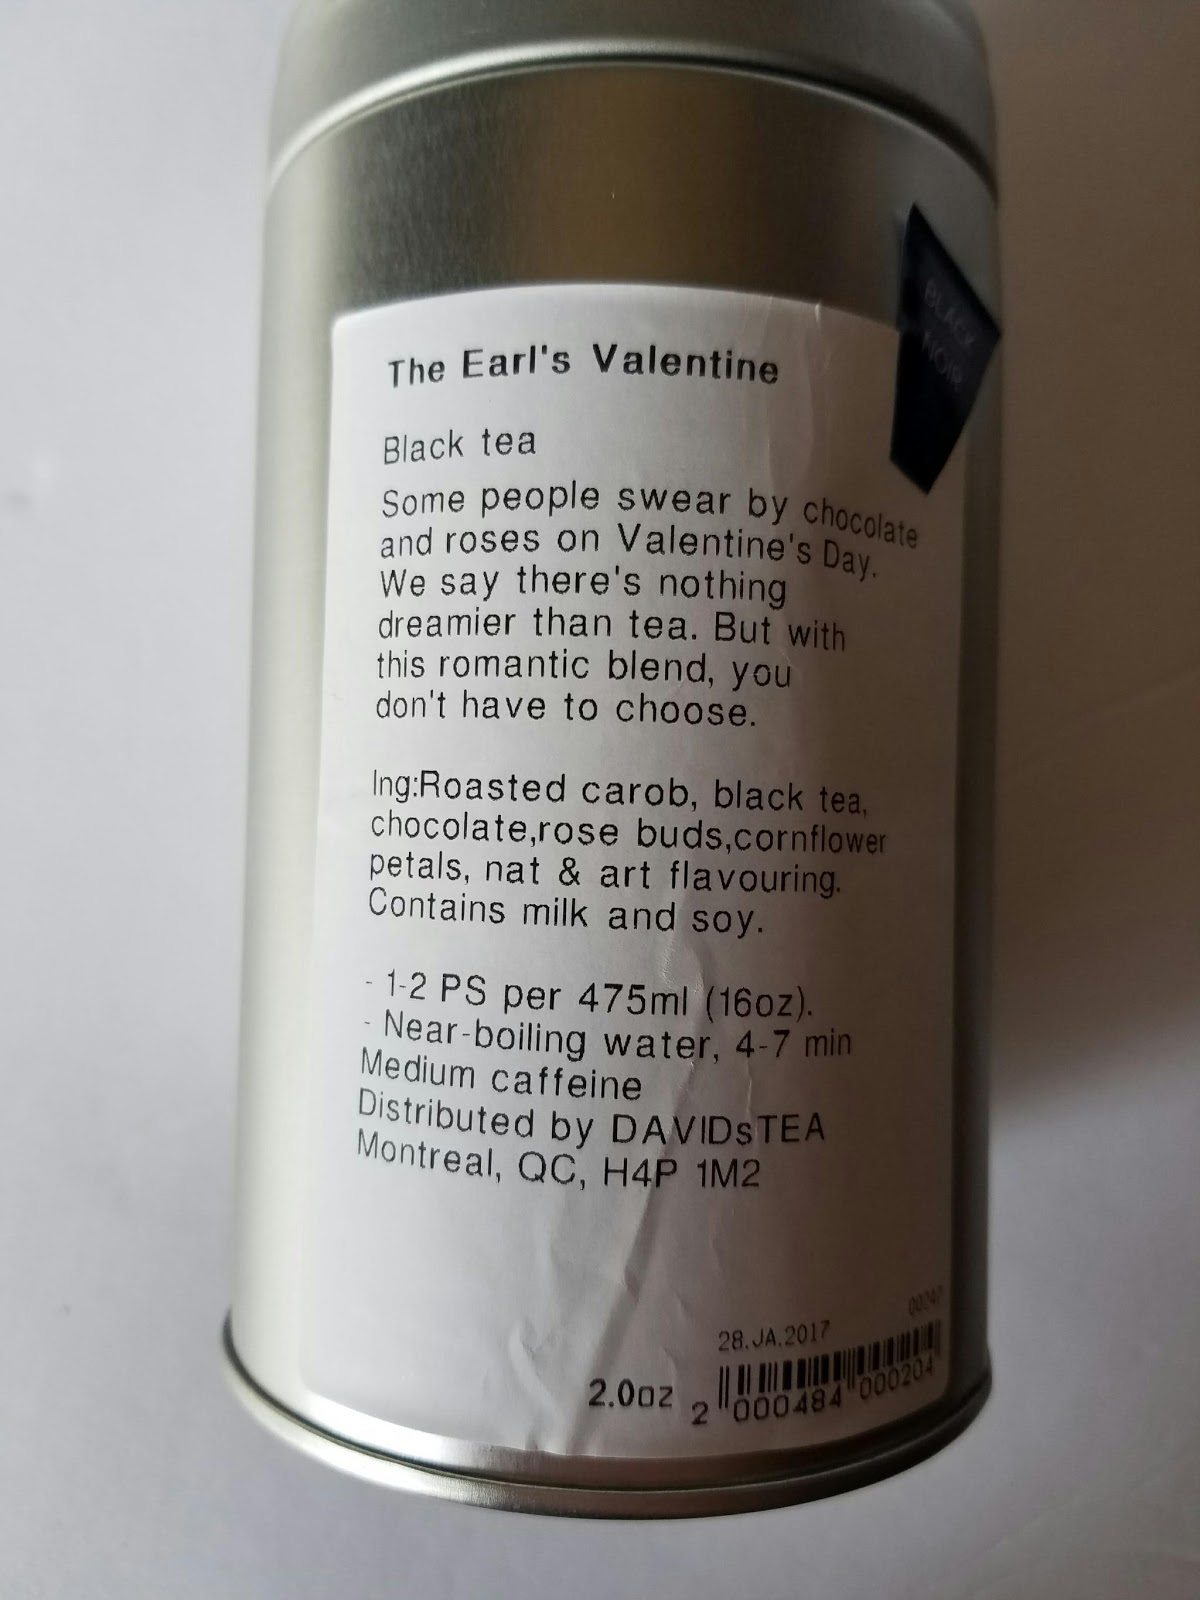 BLACK
NOIR
The Earl's Valentine
Black tea
Some people swear by chocolate
and roses on Valentine's Day.
We say there's nothing
dreamier than tea. But with
this romantic blend, you
don't have to choose.
Ing:Roasted carob, black tea,
chocolate,rose buds,cornflower
petals, nat & art flavouring.
Contains milk and soy.
- 1-2 PS per 475ml (16oz).
- Near-boiling water, 4-7 min
Medium caffeine
Distributed by DAVIDsTEA
Montreal, QC, H4P 1M2
28.JA.2017
2.0oz
2 000484 000204